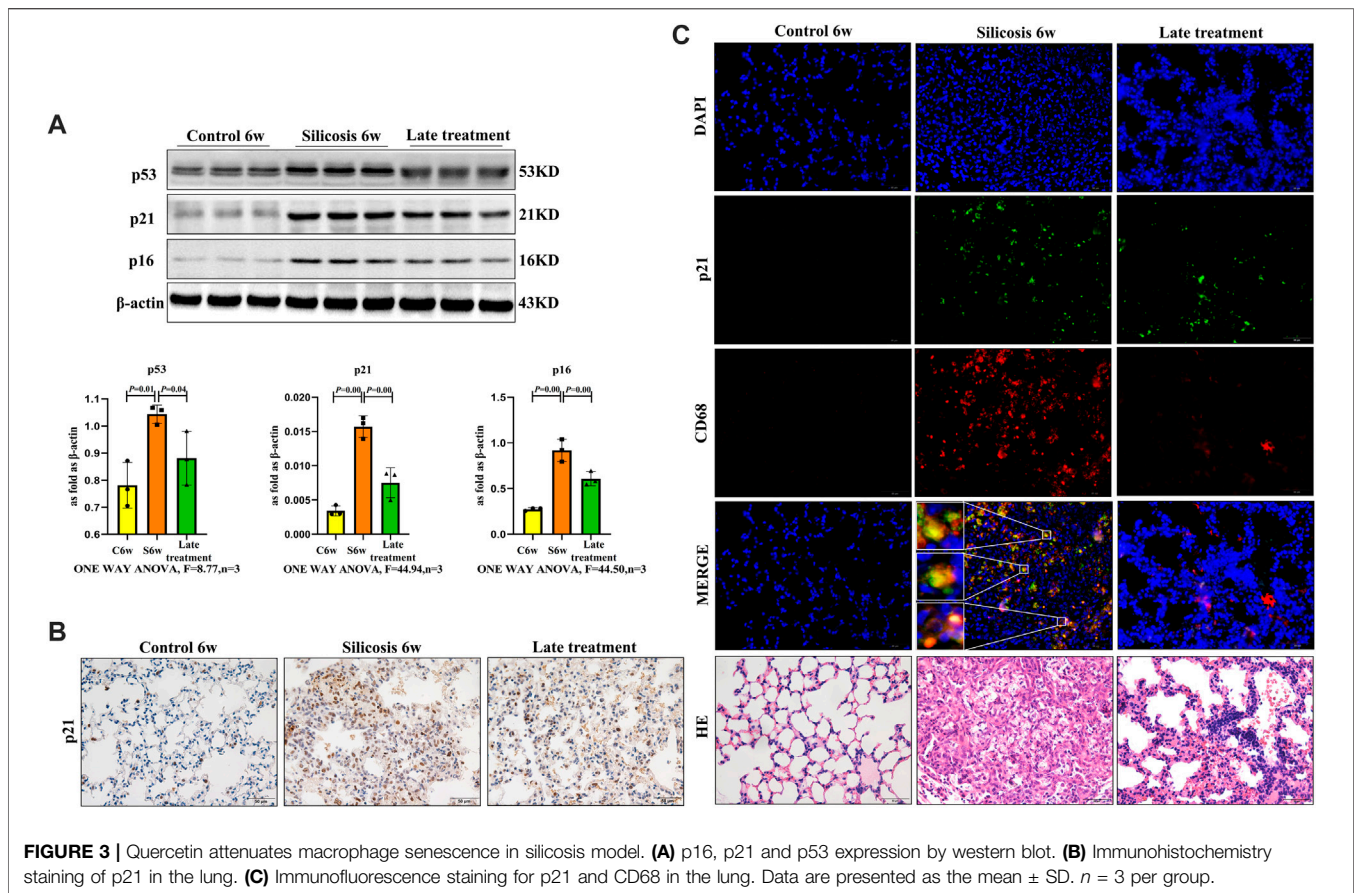 A
Control 6w Silicosis 6w Late treatment
p53 53KD
p21 21KD
p16 16KD
β-actin 43KD
p53
P=0.01 P=0.04
as fold as β-actin
1.1
1.0
0.9
0.8
0.7
0.6
C6w S6w Late treatment
ONE WAY ANOVA, F=8.77,n=3
p21
P=0.00 P=0.00
as fold as β-actin
0.020
0.015
0.010
0.005
0.000
C6w S6w Late treatment
ONE WAY ANOVA, F=44.94,n=3
p16
P=0.00 P=0.00
as fold as β-actin
1.5
1.0
0.5
0.0
C6w S6w Late treatment
ONE WAY ANOVA, F=44.50,n=3
B
Control 6w Silicosis 6w Late treatment
p21
50 μm 50 μm 50 μm
C
Control 6w Silicosis 6w Late treatment
DAPI
p21
CD68
MERGE
HE
FIGURE 3 | Quercetin attenuates macrophage senescence in silicosis model. (A) p16, p21 and p53 expression by western blot. (B) Immunohistochemistry
staining of p21 in the lung. (C) Immunofluorescence staining for p21 and CD68 in the lung. Data are presented as the mean ± SD. n = 3 per group.